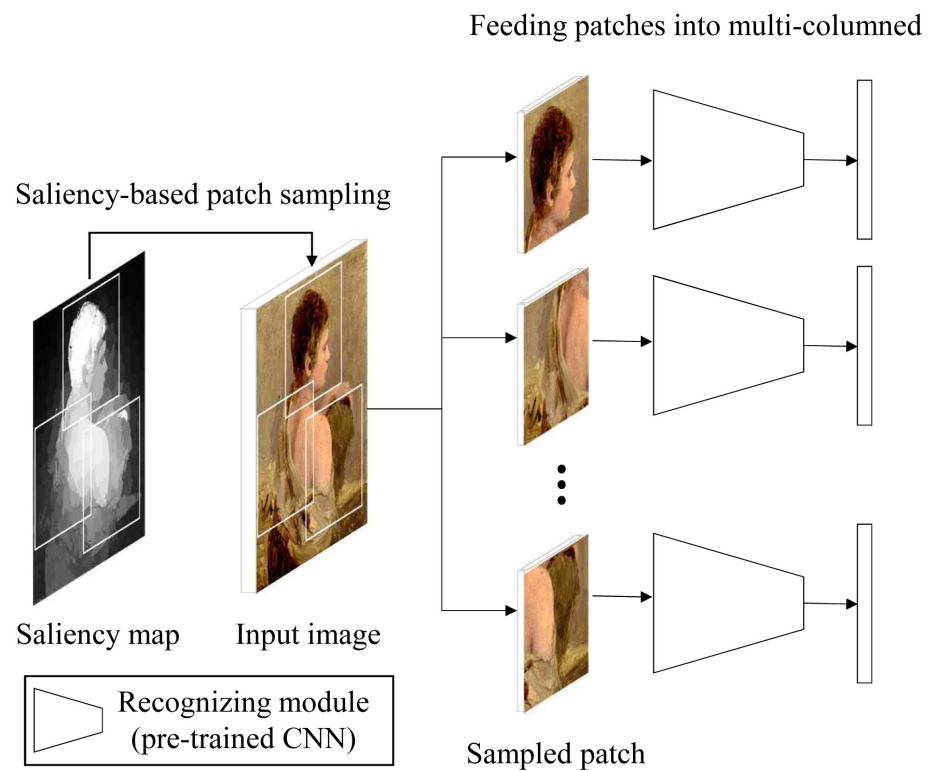 Feeding patches into multi-columned
Saliency-based patch sampling
Saliency map
Input image
Recognizing module
(pre-trained CNN)
Sampled patch